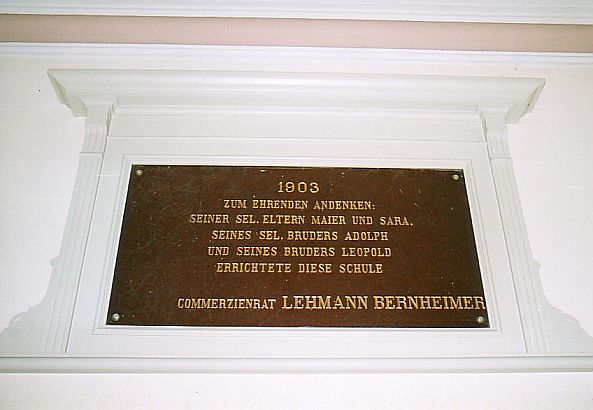 1903
ZUM EHRENDEN ANDENKEN:
SEINER SEL. ELTERN MAIER UND SARA,
SEINES SEL. BRUDERS ADOLPH
UND SEINES BRUDERS LEOPOLD
ERRICHTETE DIESE SCHULE
COMMERZIENRAT LEHMANN BERNHEIMER